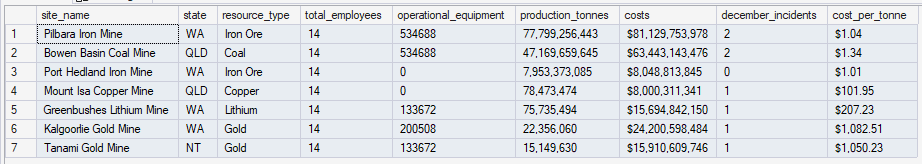 site_name state resource_type total_employees operational_equipment production_tonnes costs december_incidents cost_per_tonne
1 Pilbara Iron Mine WA Iron Ore 14 534688 77,799,256,443 $81,129,753,978 2 $1.04
2 Bowen Basin Coal Mine QLD Coal 14 534688 47,169,659,645 $63,443,143,476 2 $1.34
3 Port Hedland Iron Mine WA Iron Ore 14 0 7,953,373,085 $8,048,813,845 0 $1.01
4 Mount Isa Copper Mine QLD Copper 14 0 78,473,474 $8,000,311,341 1 $101.95
5 Greenbushes Lithium Mine WA Lithium 14 133672 75,735,494 $15,694,842,150 1 $207.23
6 Kalgoorlie Gold Mine WA Gold 14 200508 22,356,060 $24,200,598,484 1 $1,082.51
7 Tanami Gold Mine NT Gold 14 133672 15,149,630 $15,910,609,746 1 $1,050.23